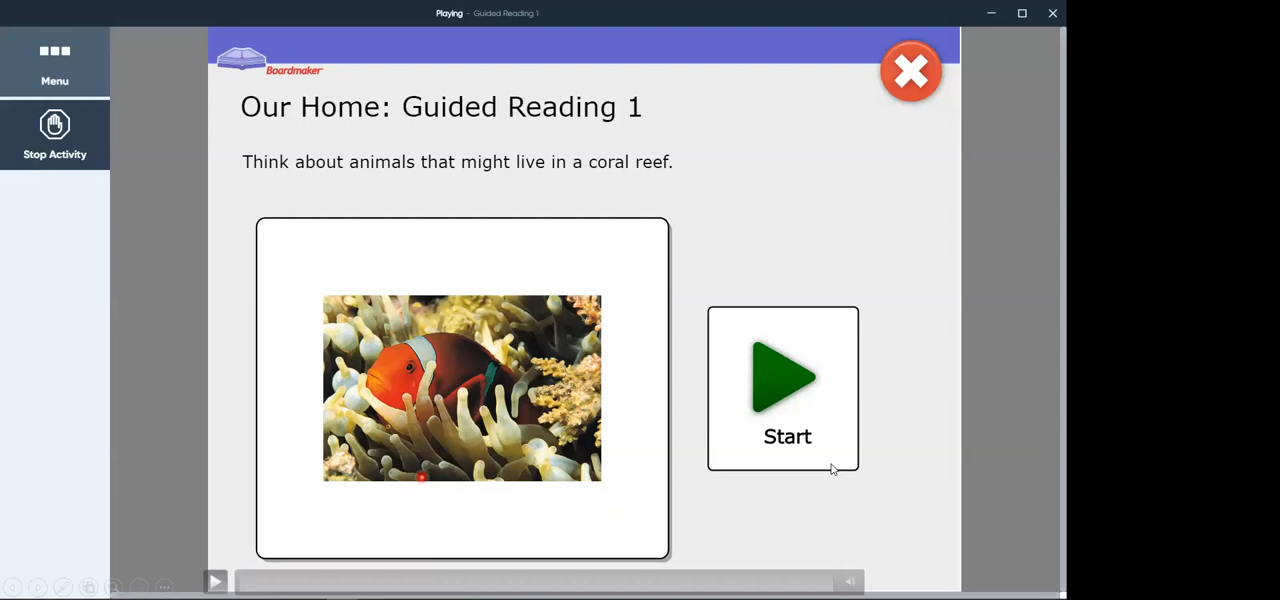 Playing - Guided Reading 1
Menu
Stop Activity
Boardmaker
Our Home: Guided Reading 1
Think about animals that might live in a coral reef.
Start